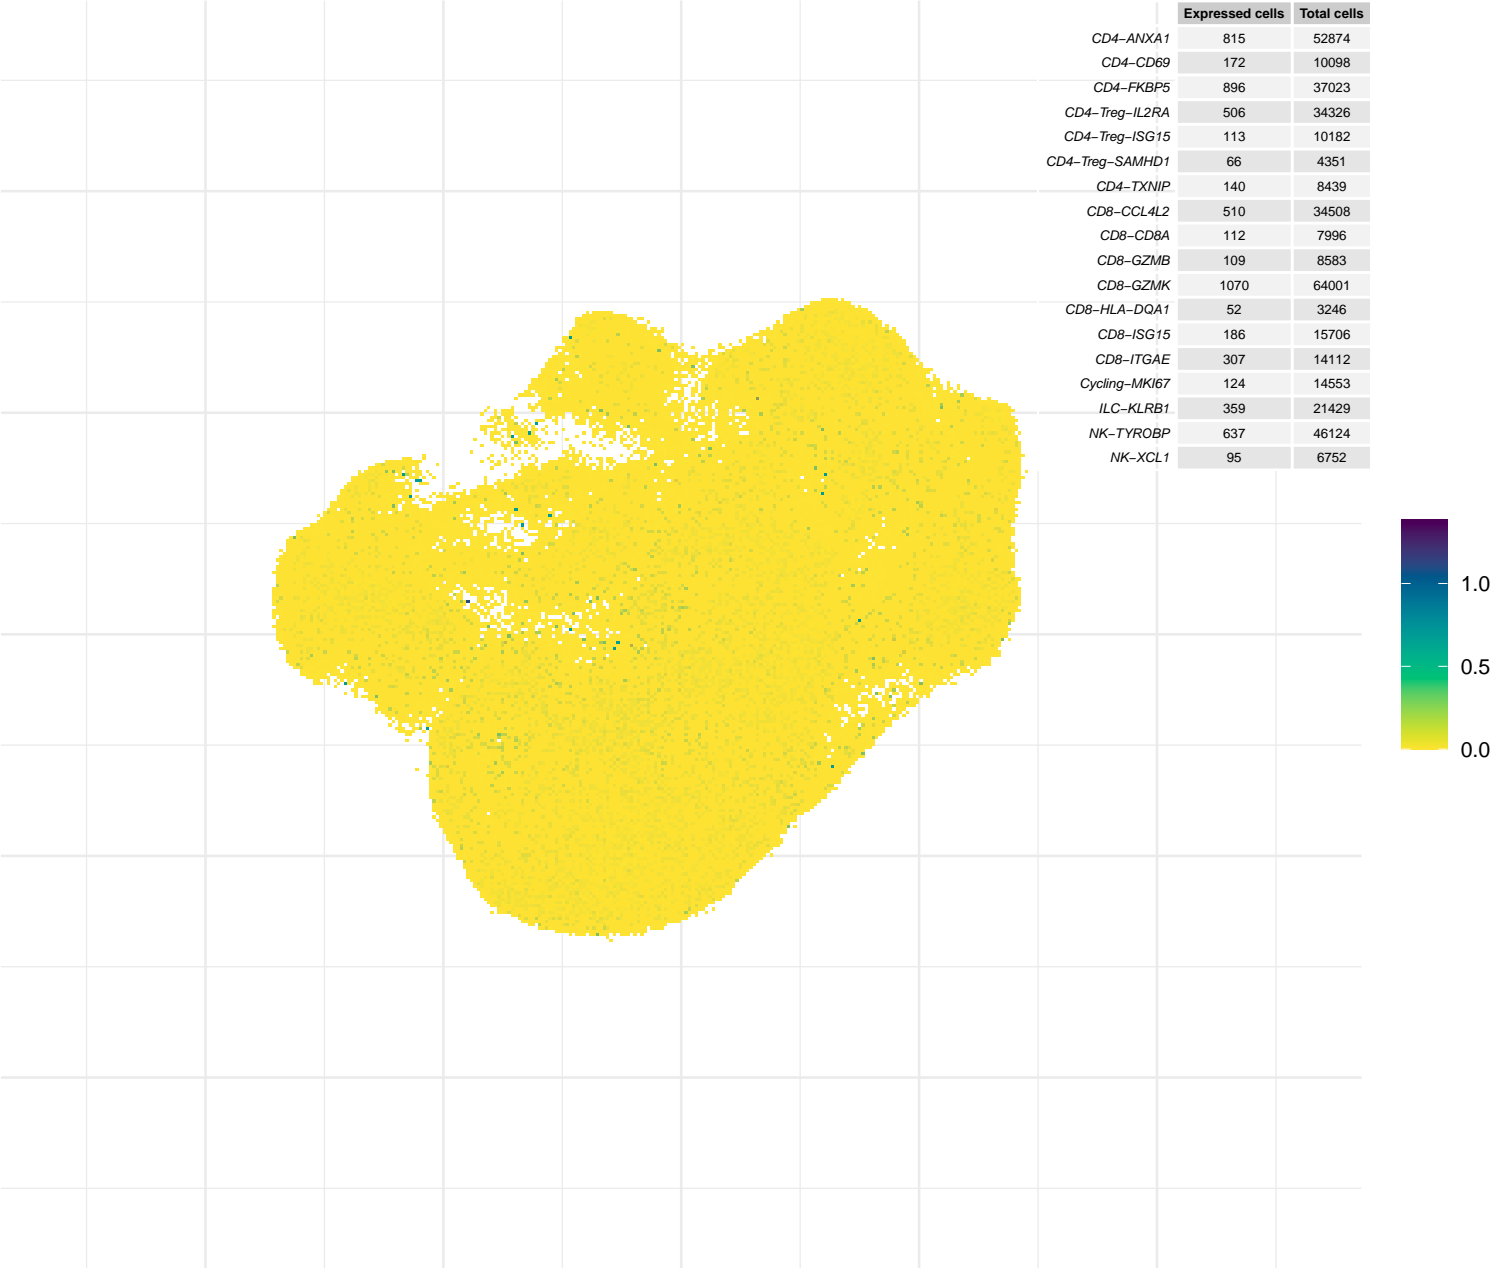 Expressed cells Total cells
CD4−ANXA1 815 52874
CD4−CD69 172 10098
CD4−FKBP5 896 37023
CD4−Treg−IL2RA 506 34326
CD4−Treg−ISG15 113 10182
CD4−Treg−SAMHD1 66 4351
CD4−TXNIP 140 8439
CD8−CCL4L2 510 34508
CD8−CD8A 112 7996
CD8−GZMB 109 8583
CD8−GZMK 1070 64001
CD8−HLA−DQA1 52 3246
CD8−ISG15 186 15706
CD8−ITGAE 307 14112
Cycling−MKI67 124 14553
ILC−KLRB1 359 21429
NK−TYROBP 637 46124
NK−XCL1 95 6752
1.0
0.5
0.0